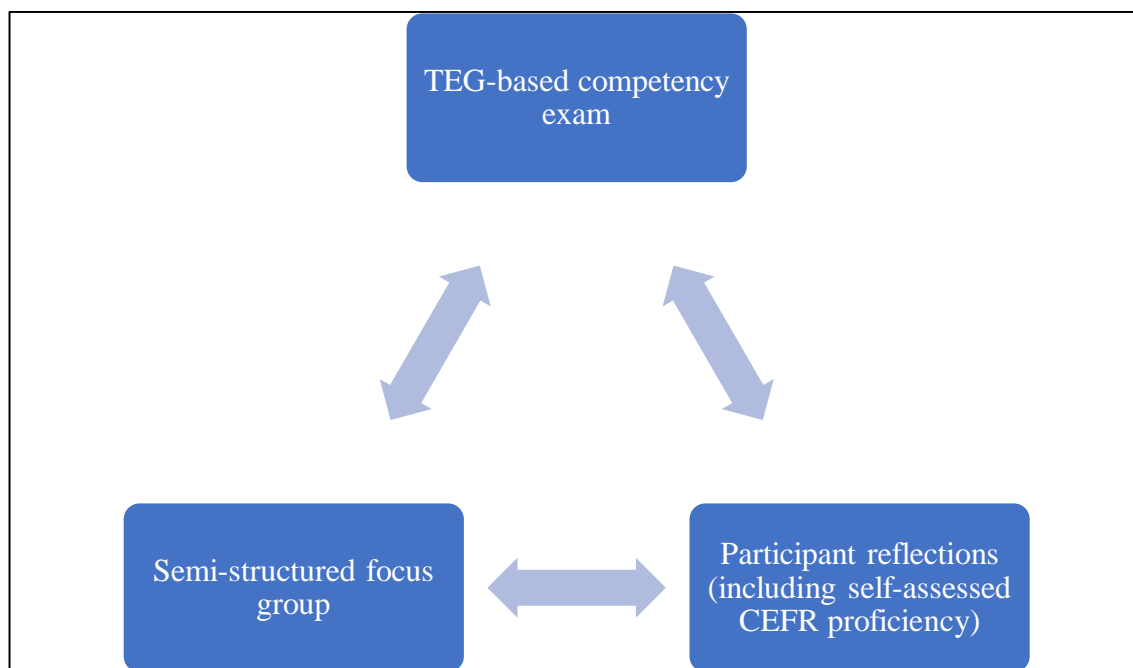 TEG-based competency
exam
Semi-structured focus
group
Participant reflections
(including self-assessed
CEFR proficiency)